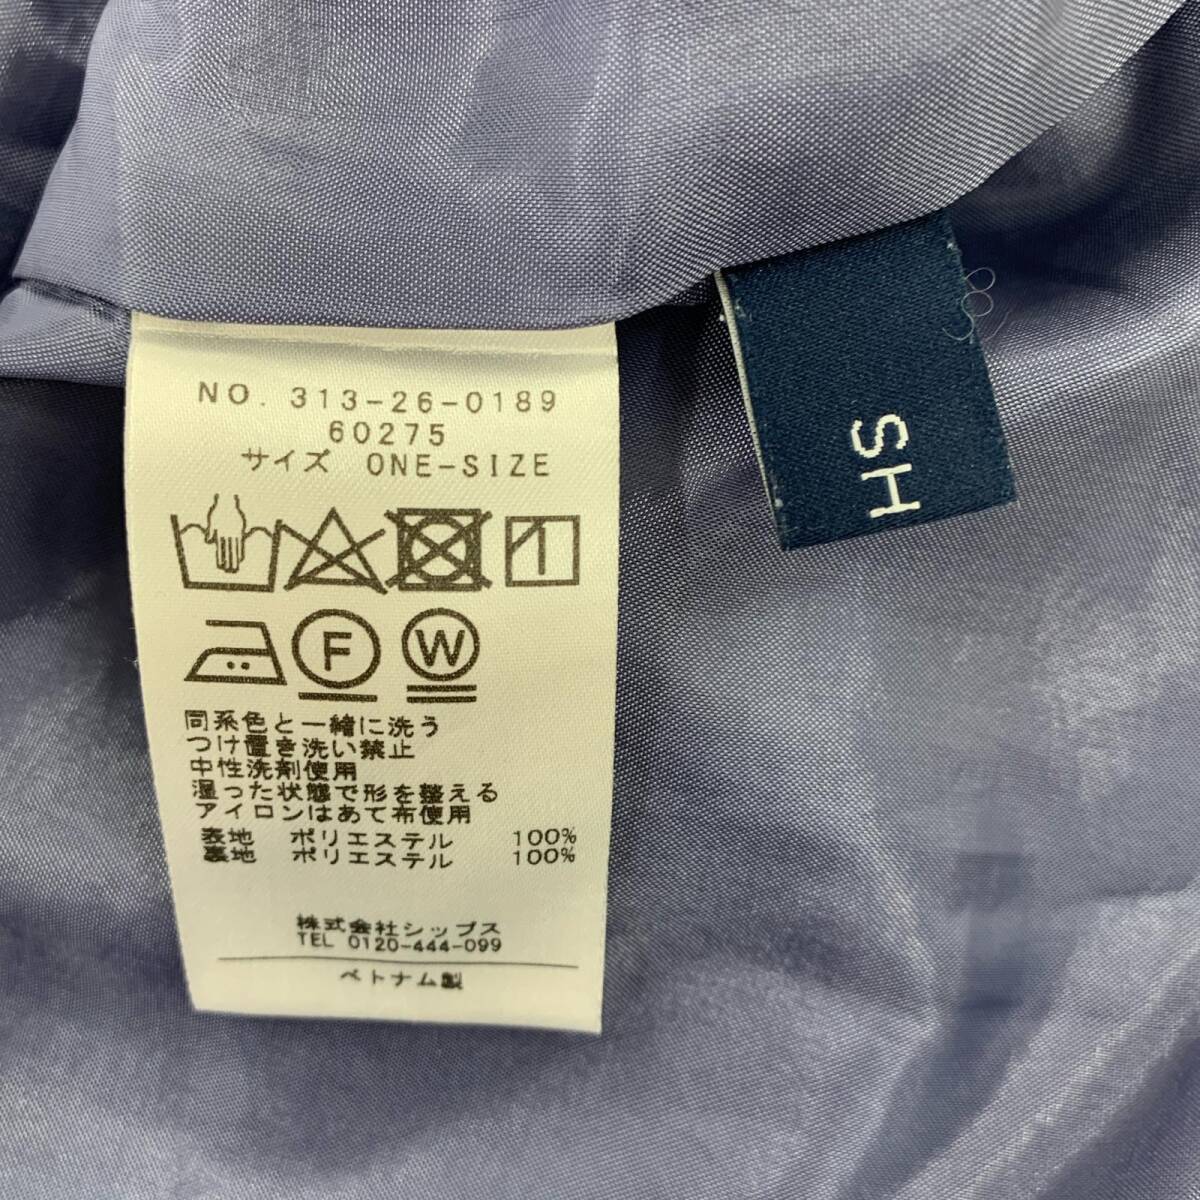 NO. 313-26-0189
60275
サイズ ONE-SIZE
F W
同系色と一緒に洗う
つけ置き洗い禁止
中性洗剤使用
湿った状態で形を整える
アイロンはあて布使用
表地 ポリエステル 100%
裏地 ポリエステル 100%
株式会社シップス
TEL 0120-444-099
ベトナム製
HS